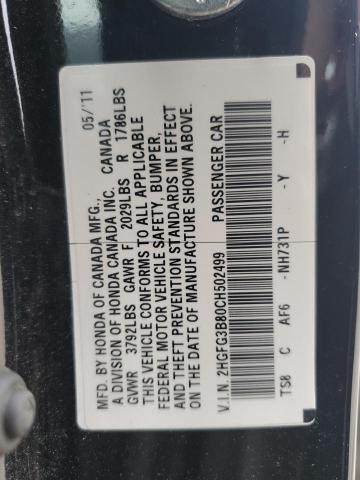 MFD. BY HONDA OF CANADA MFG., 05/'11
A DIVISION OF HONDA CANADA INC. CANADA
GVWR 3792LBS GAWR F 2029LBS R 1786LBS
THIS VEHICLE CONFORMS TO ALL APPLICABLE
FEDERAL MOTOR VEHICLE SAFETY, BUMPER,
AND THEFT PREVENTION STANDARDS IN EFFECT
ON THE DATE OF MANUFACTURE SHOWN ABOVE.
V.I.N. 2HGFG3B80CH502499 PASSENGER CAR
TS8 C AF6 -NH731P -Y -H